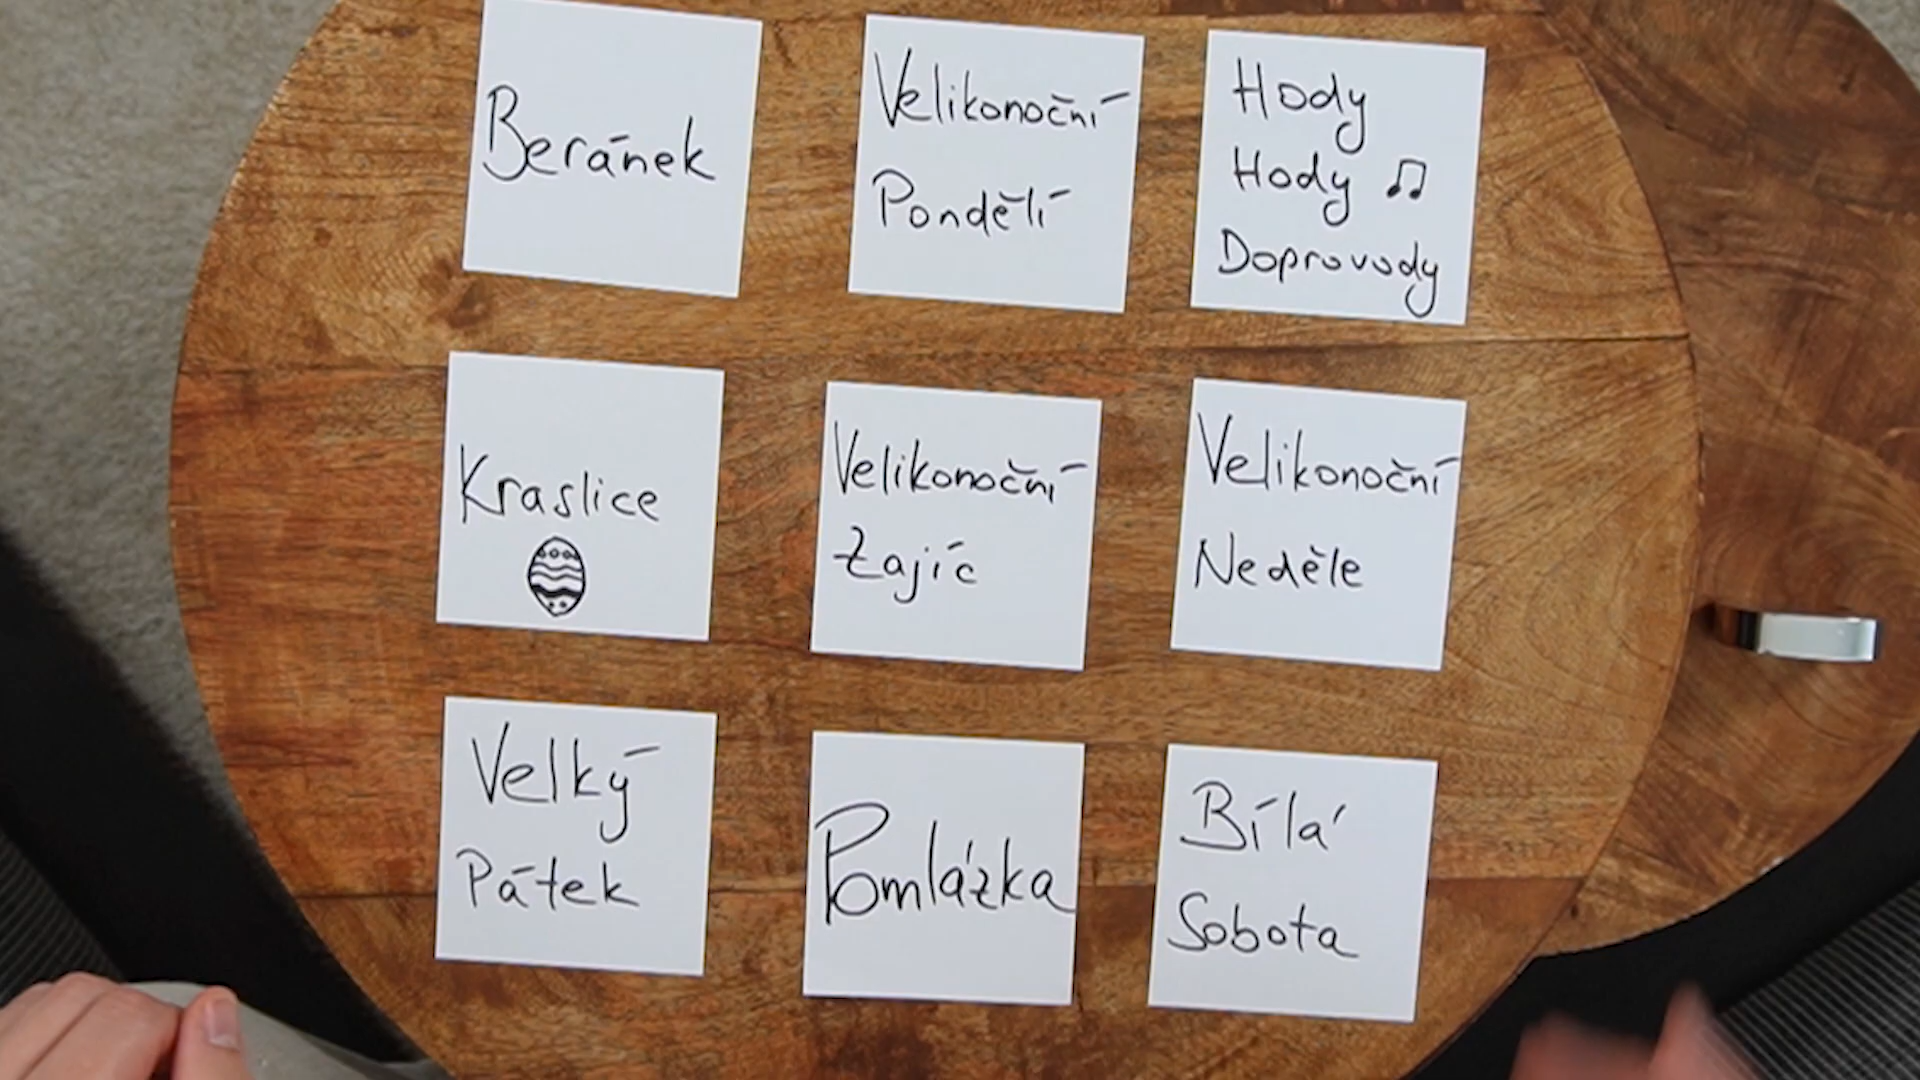 Beránek
Velikonoční
Pondělí
Hody
Hody
Doprovody
Kraslice
Velikonoční
Zajíc
Velikonoční
Neděle
Velký
Pátek
Pomlázka
Bílá
Sobota